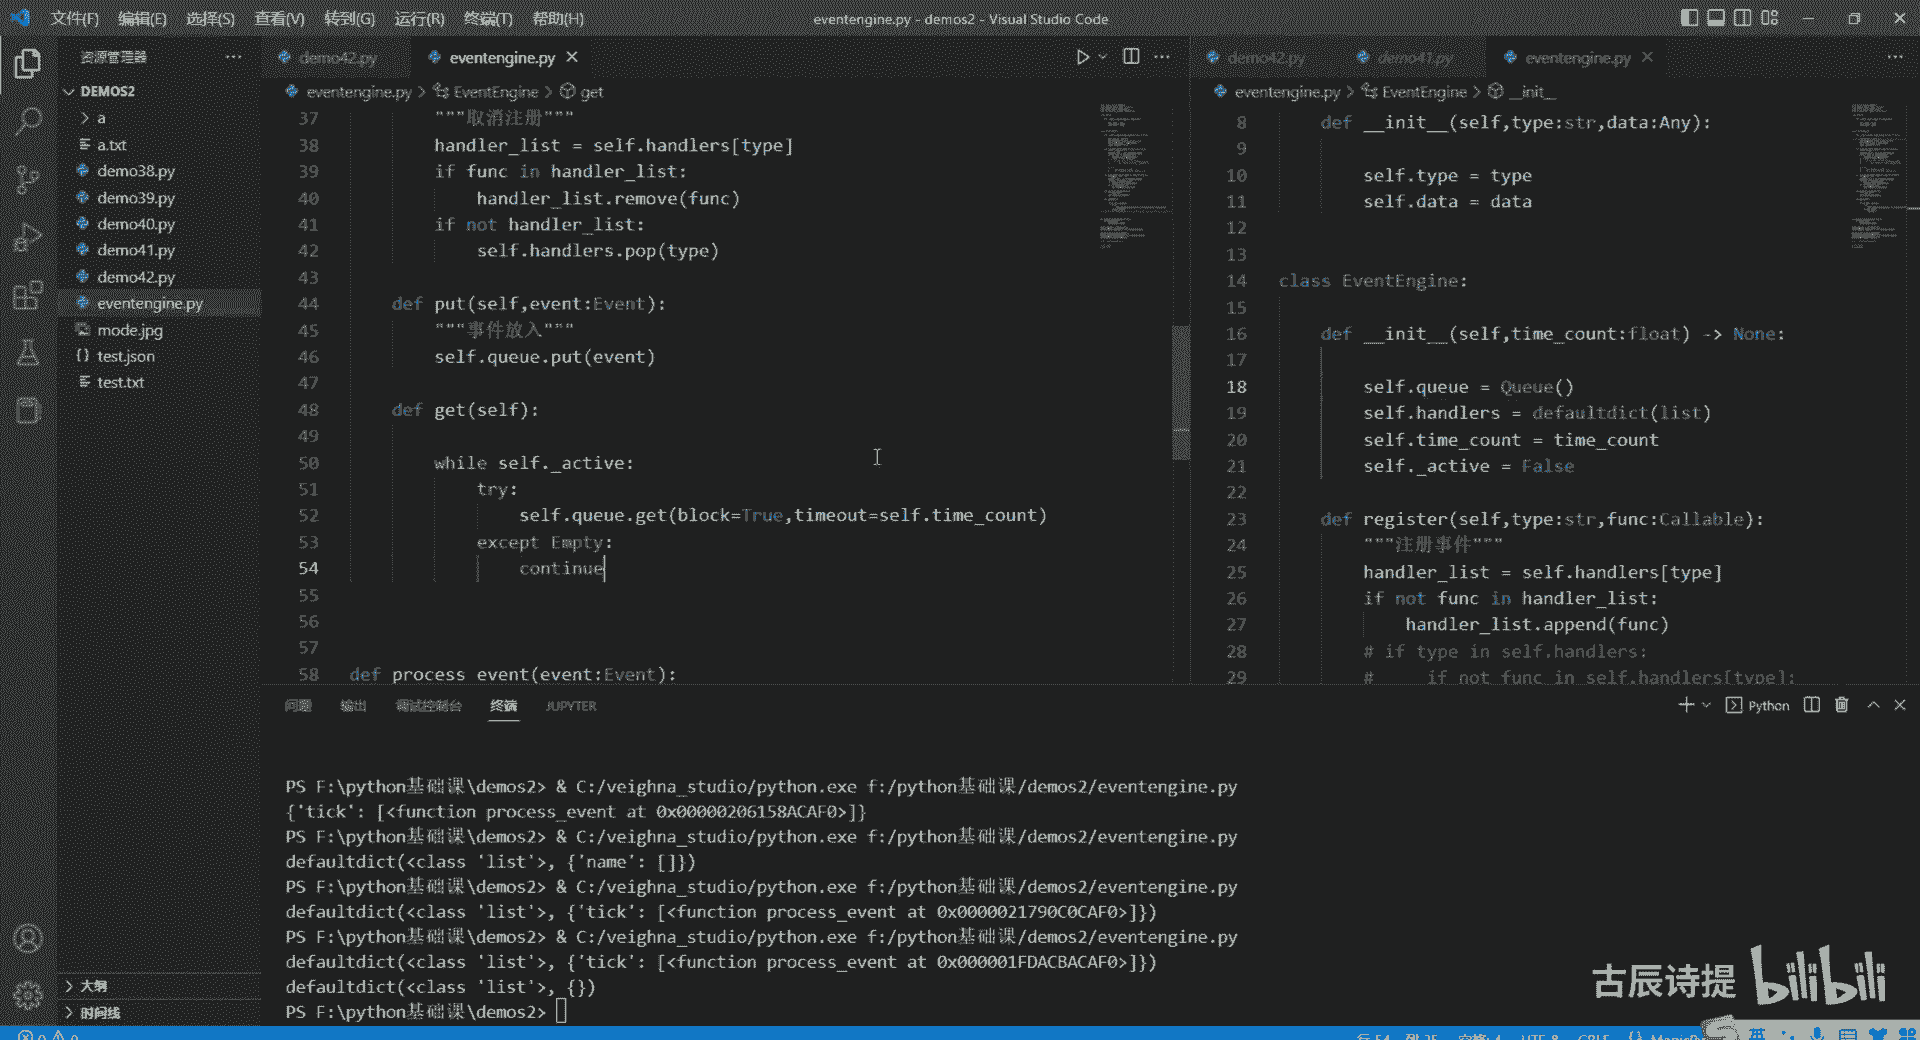 文件(F) 编辑(E) 选择(S) 查看(V) 转到(G) 运行(R) 终端(T) 帮助(H)
eventengine.py - demos2 - Visual Studio Code
资源管理器
DEMOS2
a
a.txt
demo38.py
demo39.py
demo40.py
demo41.py
demo42.py
eventengine.py
mode.jpg
test.json
test.txt
大纲
时间线
demo42.py
eventengine.py
eventengine.py > EventEngine > get
37 """取消注册"""
38 handler_list = self.handlers[type]
39 if func in handler_list:
40 handler_list.remove(func)
41 if not handler_list:
42 self.handlers.pop(type)
43
44 def put(self,event:Event):
45 """事件放入"""
46 self.queue.put(event)
47
48 def get(self):
49
50 while self._active:
51 try:
52 self.queue.get(block=True,timeout=self.time_count)
53 except Empty:
54 continue
55
56
57
58 def process_event(event:Event):
demo42.py
demo41.py
eventengine.py
eventengine.py > EventEngine > __init__
8 def __init__(self,type:str,data:Any):
9
10 self.type = type
11 self.data = data
12
13
14 class EventEngine:
15
16 def __init__(self,time_count:float) -> None:
17
18 self.queue = Queue()
19 self.handlers = defaultdict(list)
20 self.time_count = time_count
21 self._active = False
22
23 def register(self,type:str,func:Callable):
24 """注册事件"""
25 handler_list = self.handlers[type]
26 if not func in handler_list:
27 handler_list.append(func)
28 # if type in self.handlers:
29 # if not func in self.handlers[type]:
问题 输出 调试控制台 终端 JUPYTER
Python
PS F:\python基础课\demos2> & C:/veighna_studio/python.exe f:/python基础课/demos2/eventengine.py
{'tick': [<function process_event at 0x00000206158ACAF0>]}
PS F:\python基础课\demos2> & C:/veighna_studio/python.exe f:/python基础课/demos2/eventengine.py
defaultdict(<class 'list'>, {'name': []})
PS F:\python基础课\demos2> & C:/veighna_studio/python.exe f:/python基础课/demos2/eventengine.py
defaultdict(<class 'list'>, {'tick': [<function process_event at 0x0000021790C0CAF0>]})
PS F:\python基础课\demos2> & C:/veighna_studio/python.exe f:/python基础课/demos2/eventengine.py
defaultdict(<class 'list'>, {'tick': [<function process_event at 0x000001FDACBACAF0>]})
defaultdict(<class 'list'>, {})
PS F:\python基础课\demos2>
古辰诗提 bilibili